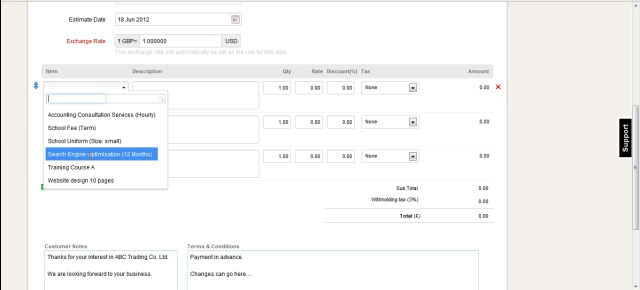 Estimate Date 18 Jun 2012
Exchange Rate 1 GBP= 1.000000 USD
This exchange rate will automatically be set as the rate for this date
Item Description Qty Rate Discount(%) Tax Amount
1.00 0.00 0.00 None 0.00
Accounting Consultation Services (Hourly)
School Fee (Term)
1.00 0.00 0.00 None 0.00
School Uniform (Size: small)
Search Engine optimisation (12 Months)
1.00 0.00 0.00 None 0.00
Training Course A
Website design 10 pages
Sub Total 0.00
Withholding tax (3%) 0.00
Total (£) 0.00
Support
Customer Notes Terms & Conditions
Thanks for your interest in ABC Trading Co. Ltd. Payment in advance.
We are looking forward to your business. Changes can go here...